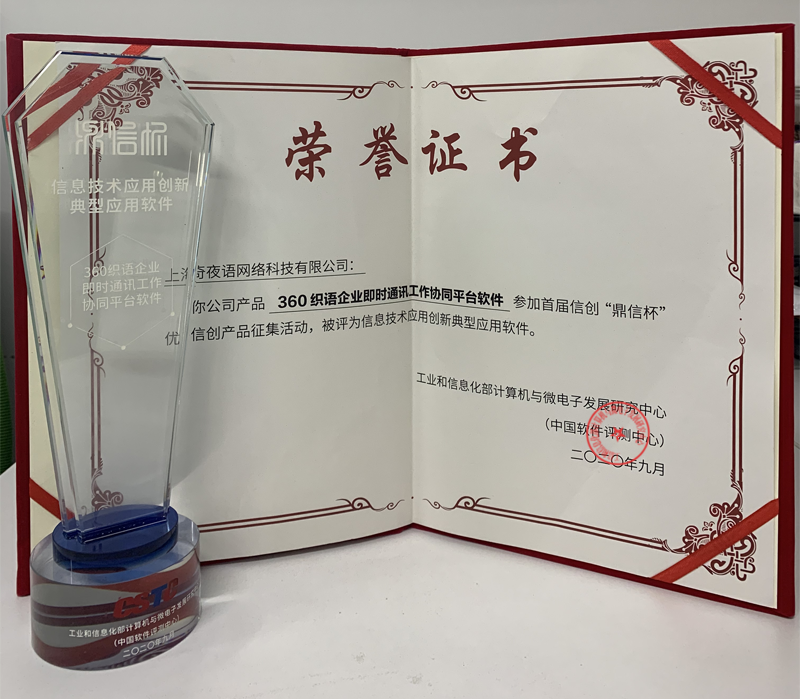 鼎信杯
信息技术应用创新
典型应用软件
360织语企业
即时通讯工作
协同平台软件
CSTC
工业和信息化部计算机与微电子发展研究
(中国软件评测中心)
二〇二〇年九月
荣誉证书
上海奇夜语网络科技有限公司：
你公司产品 360 织语企业即时通讯工作协同平台软件 参加首届信创“鼎信杯”
优 信创产品征集活动，被评为信息技术应用创新典型应用软件。
工业和信息化部计算机与微电子发展研究中心
（中国软件评测中心）
二〇二〇年九月